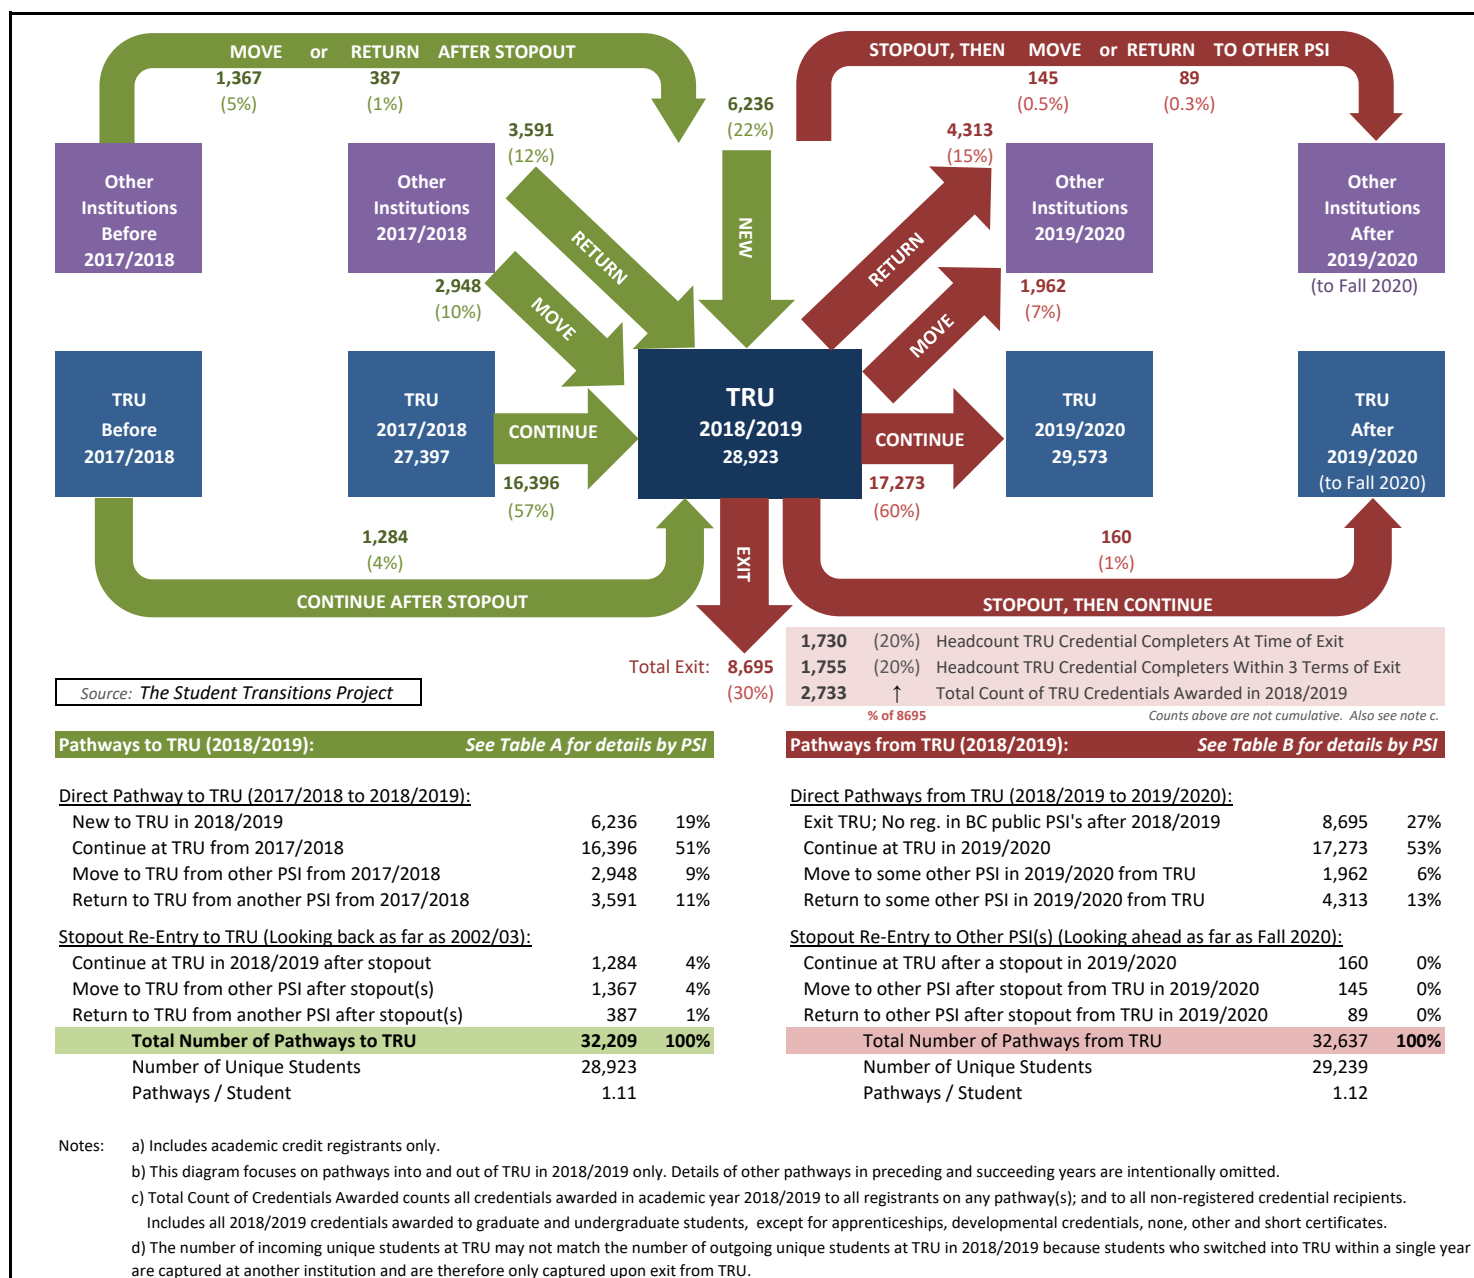 MOVE or RETURN AFTER STOPOUT
1,367 387
(5%) (1%)
STOPOUT, THEN MOVE or RETURN TO OTHER PSI
145 89
(0.5%) (0.3%)
6,236
(22%)
3,591
(12%)
4,313
(15%)
Other
Institutions
Before
2017/2018
Other
Institutions
2017/2018
NEW
RETURN
MOVE
2,948
(10%)
RETURN
MOVE
Other
Institutions
2019/2020
1,962
(7%)
Other
Institutions
After
2019/2020
(to Fall 2020)
TRU
Before
2017/2018
TRU
2017/2018
27,397
CONTINUE
16,396
(57%)
TRU
2018/2019
28,923
CONTINUE
17,273
(60%)
TRU
2019/2020
29,573
TRU
After
2019/2020
(to Fall 2020)
1,284
(4%)
CONTINUE AFTER STOPOUT
EXIT
160
(1%)
STOPOUT, THEN CONTINUE
Total Exit: 8,695
(30%)
1,730 (20%) Headcount TRU Credential Completers At Time of Exit
1,755 (20%) Headcount TRU Credential Completers Within 3 Terms of Exit
2,733 ↑ Total Count of TRU Credentials Awarded in 2018/2019
% of 8695 Counts above are not cumulative. Also see note c.
Source: The Student Transitions Project
Pathways to TRU (2018/2019): See Table A for details by PSI
Direct Pathway to TRU (2017/2018 to 2018/2019):
New to TRU in 2018/2019 6,236 19%
Continue at TRU from 2017/2018 16,396 51%
Move to TRU from other PSI from 2017/2018 2,948 9%
Return to TRU from another PSI from 2017/2018 3,591 11%
Stopout Re-Entry to TRU (Looking back as far as 2002/03):
Continue at TRU in 2018/2019 after stopout 1,284 4%
Move to TRU from other PSI after stopout(s) 1,367 4%
Return to TRU from another PSI after stopout(s) 387 1%
Total Number of Pathways to TRU 32,209 100%
Number of Unique Students 28,923
Pathways / Student 1.11
Pathways from TRU (2018/2019): See Table B for details by PSI
Direct Pathways from TRU (2018/2019 to 2019/2020):
Exit TRU; No reg. in BC public PSI's after 2018/2019 8,695 27%
Continue at TRU in 2019/2020 17,273 53%
Move to some other PSI in 2019/2020 from TRU 1,962 6%
Return to some other PSI in 2019/2020 from TRU 4,313 13%
Stopout Re-Entry to Other PSI(s) (Looking ahead as far as Fall 2020):
Continue at TRU after a stopout in 2019/2020 160 0%
Move to other PSI after stopout from TRU in 2019/2020 145 0%
Return to other PSI after stopout from TRU in 2019/2020 89 0%
Total Number of Pathways from TRU 32,637 100%
Number of Unique Students 29,239
Pathways / Student 1.12
Notes: a) Includes academic credit registrants only.
b) This diagram focuses on pathways into and out of TRU in 2018/2019 only. Details of other pathways in preceding and succeeding years are intentionally omitted.
c) Total Count of Credentials Awarded counts all credentials awarded in academic year 2018/2019 to all registrants on any pathway(s); and to all non-registered credential recipients.
Includes all 2018/2019 credentials awarded to graduate and undergraduate students, except for apprenticeships, developmental credentials, none, other and short certificates.
d) The number of incoming unique students at TRU may not match the number of outgoing unique students at TRU in 2018/2019 because students who switched into TRU within a single year
are captured at another institution and are therefore only captured upon exit from TRU.